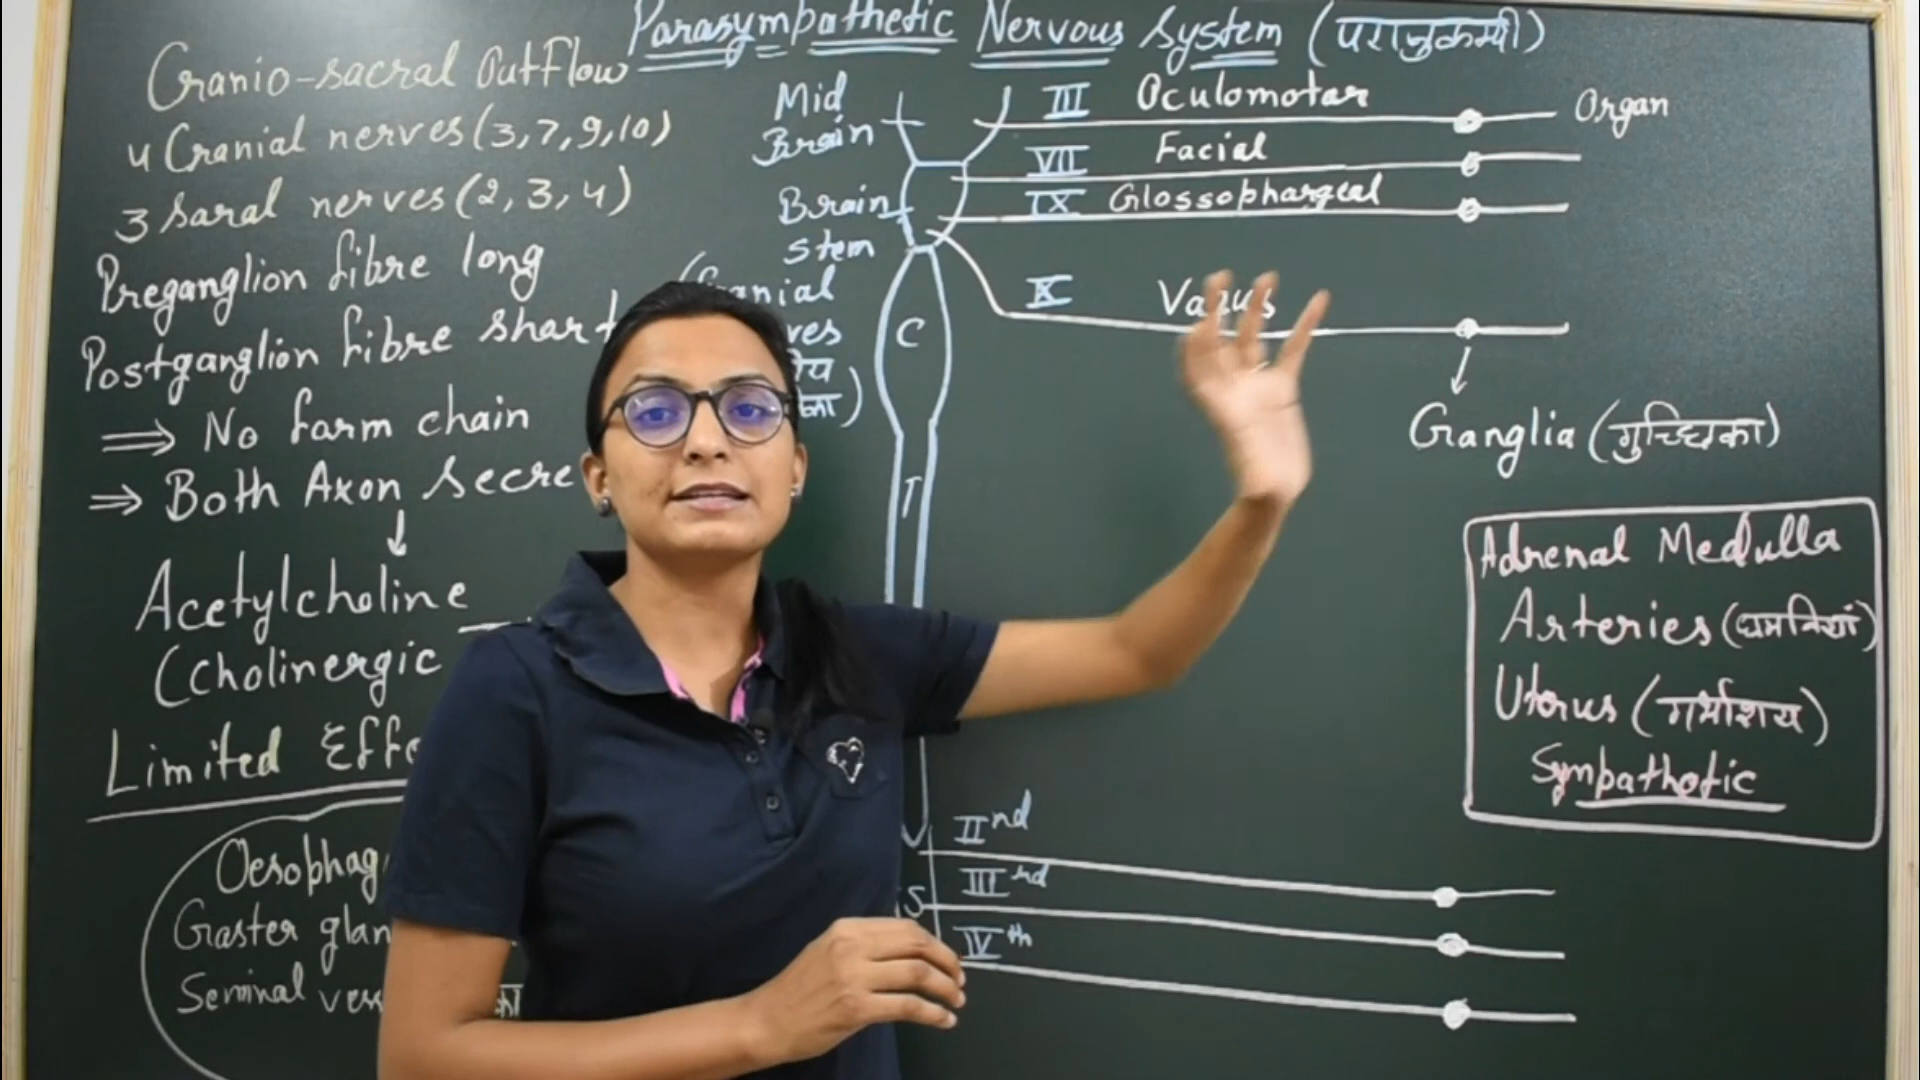 Parasympathetic Nervous System (परानुकम्पी)
Cranio-sacral Outflow
4 Cranial nerves (3,7,9,10)
3 Saral nerves (2,3,4)
Preganglion fibre long
Postganglion fibre short
⇒ No farm chain
⇒ Both Axon secre
↓
Acetylcholine
(Cholinergic
Limited Effe
Oesophag
Gaster glan
Seminal ves
Mid
Brain
Brain
Stem
C
T
S
III Oculomotar
Organ
VII Facial
IX Glossophargeal
X Vagus
↓
Ganglia
Adrenal Medulla
Arteries (धमनियां)
Uterus (गर्भाशय)
Sympathetic
IInd
IIIrd
IVth